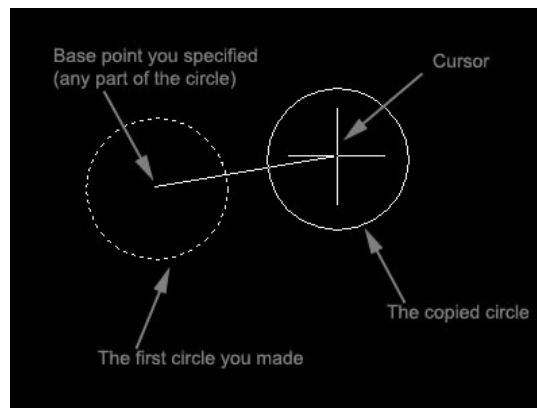 Base point you specified
(any part of the circle)
Cursor
The copied circle
The first circle you made